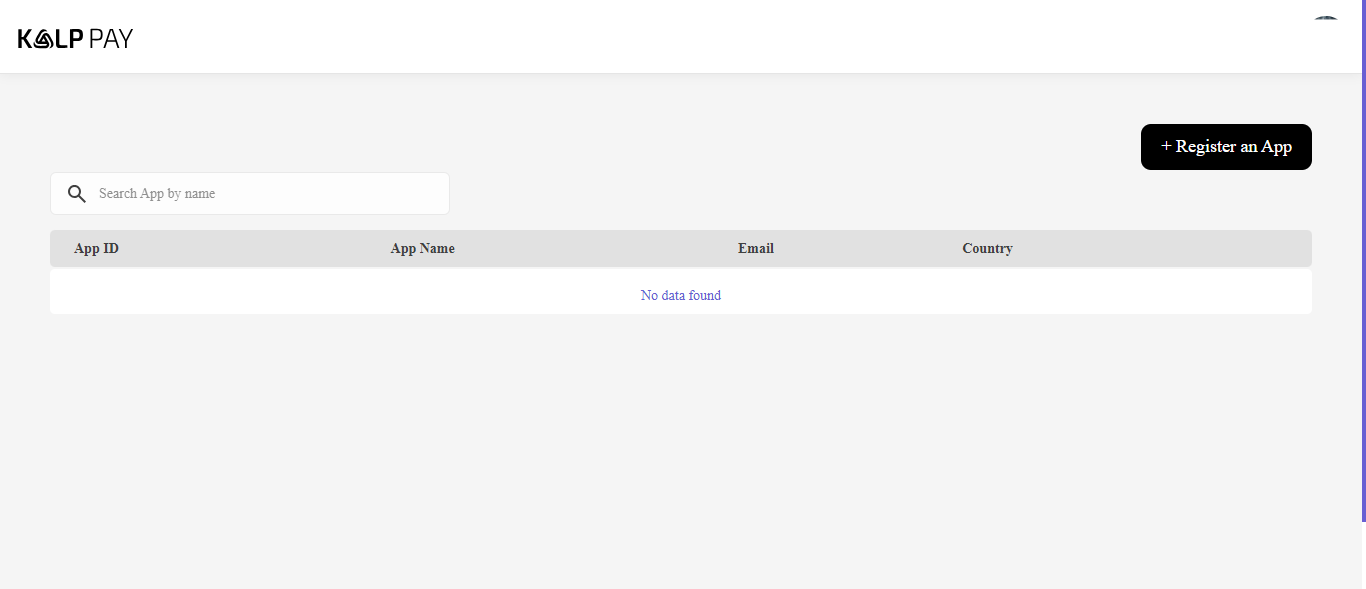 KALP PAY
+ Register an App
Search App by name
App ID App Name Email Country
No data found